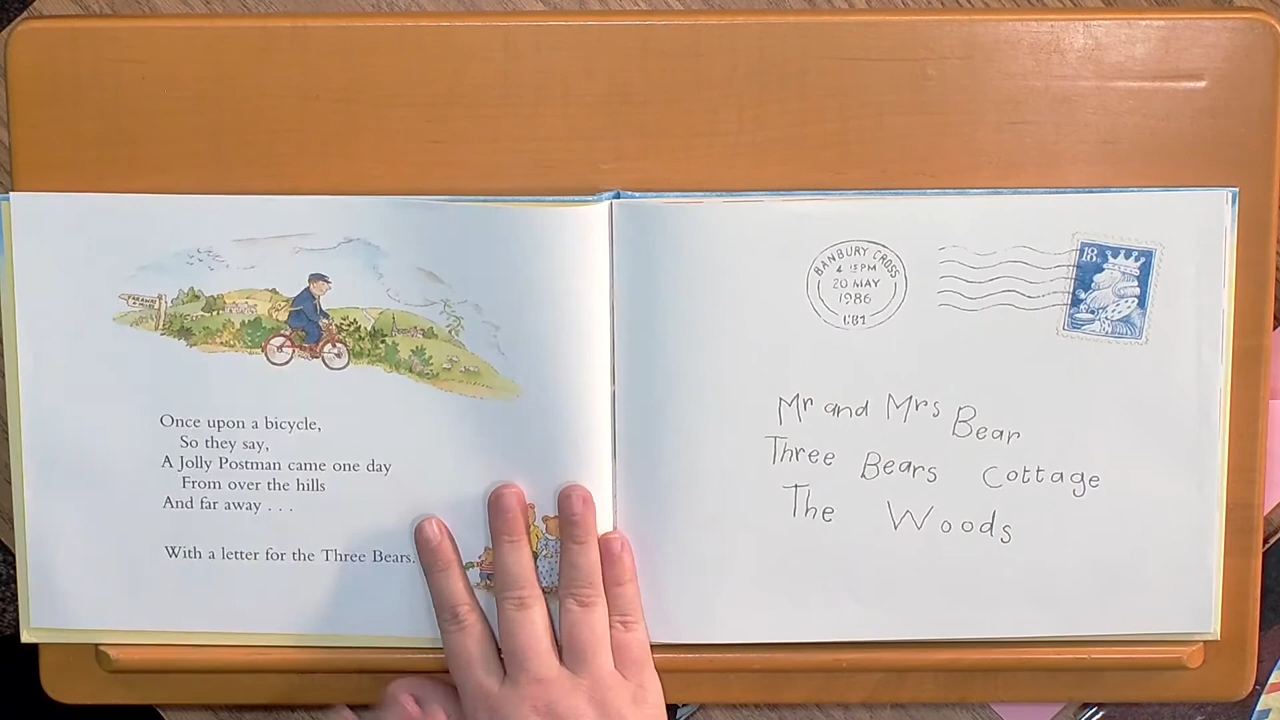 Once upon a bicycle,
So they say,
A Jolly Postman came one day
From over the hills
And far away . . .
With a letter for the Three Bears.
BANBURY CROSS
20 MAY
1986
18
Mr and Mrs Bear
Three Bears Cottage
The Woods